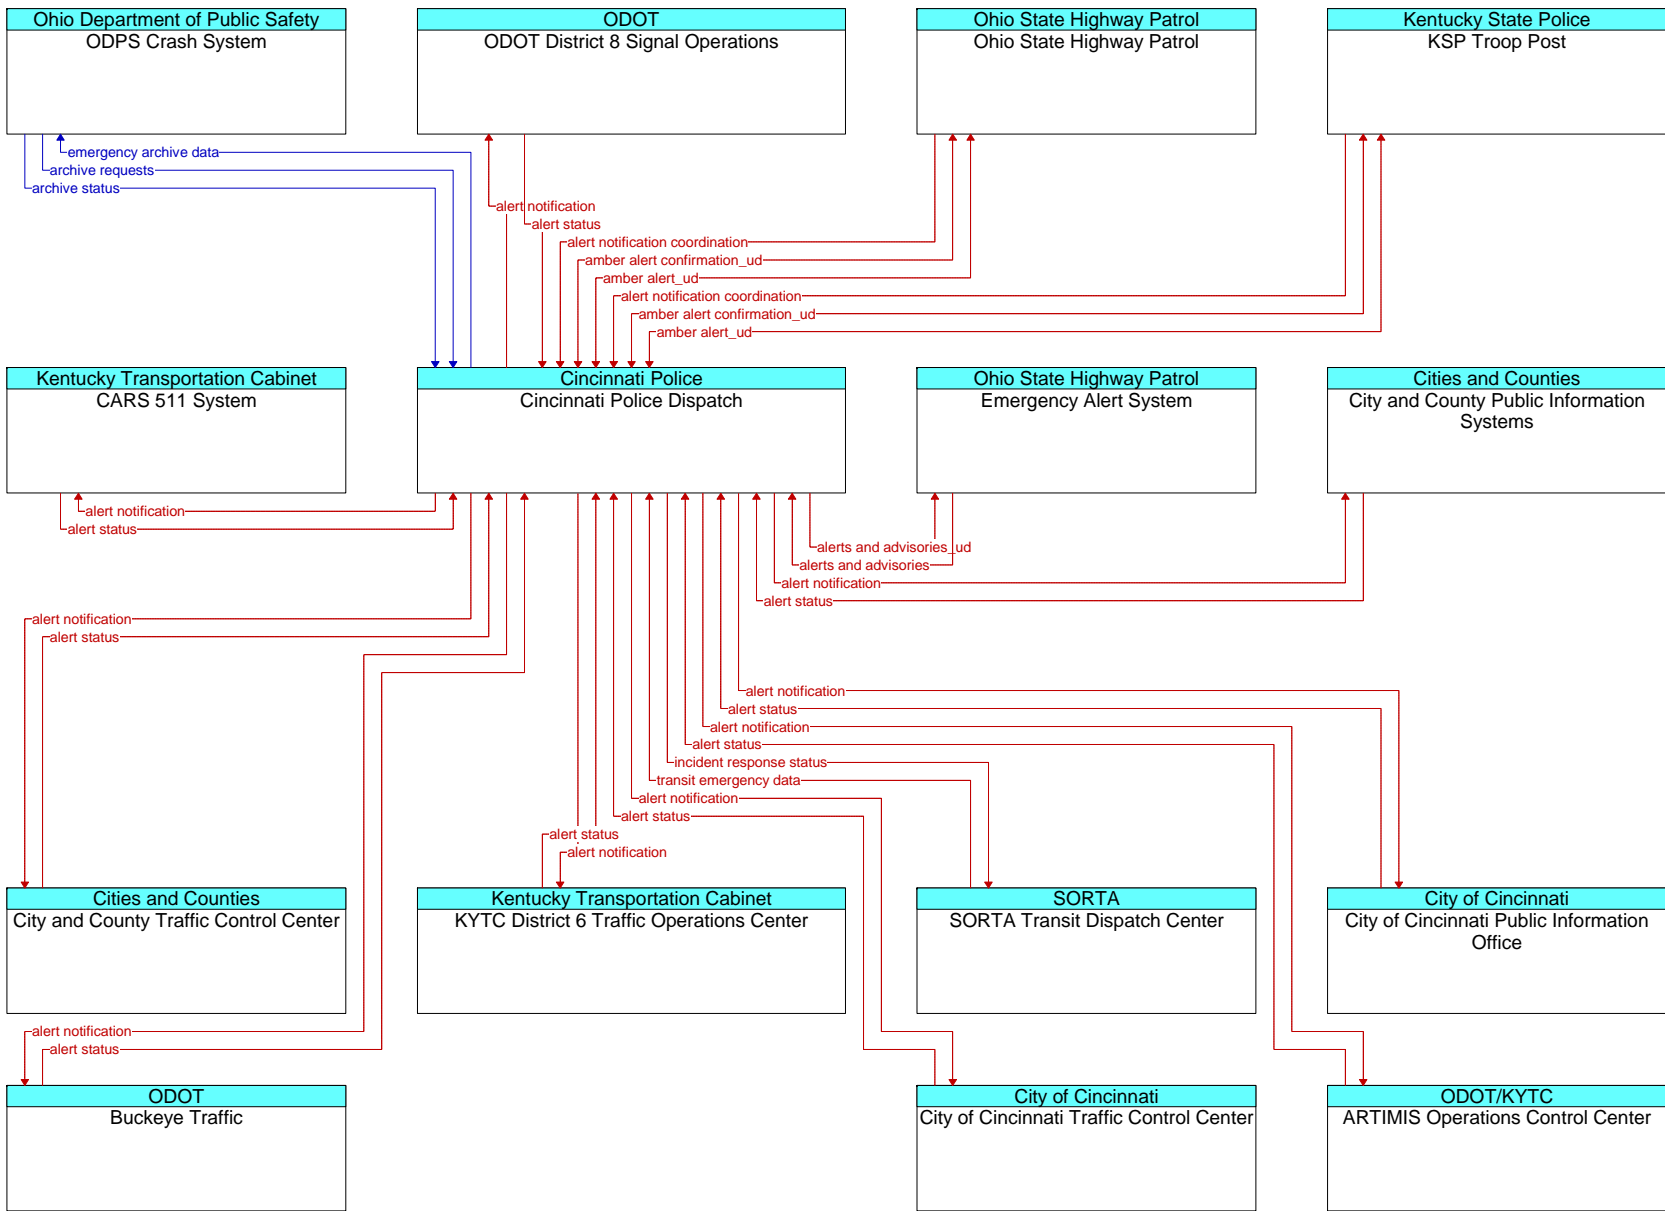 Ohio Department of Public Safety
ODPS Crash System
ODOT
ODOT District 8 Signal Operations
Ohio State Highway Patrol
Ohio State Highway Patrol
Kentucky State Police
KSP Troop Post
emergency archive data
archive requests
archive status
alert notification
alert status
alert notification coordination
amber alert confirmation_ud
amber alert_ud
alert notification coordination
amber alert confirmation_ud
amber alert_ud
Kentucky Transportation Cabinet
CARS 511 System
Cincinnati Police
Cincinnati Police Dispatch
Ohio State Highway Patrol
Emergency Alert System
Cities and Counties
City and County Public Information
Systems
alert notification
alert status
alerts and advisories_ud
alerts and advisories
alert notification
alert status
alert notification
alert status
alert notification
alert status
alert notification
alert status
incident response status
transit emergency data
alert notification
alert status
alert status
alert notification
Cities and Counties
City and County Traffic Control Center
Kentucky Transportation Cabinet
KYTC District 6 Traffic Operations Center
SORTA
SORTA Transit Dispatch Center
City of Cincinnati
City of Cincinnati Public Information
Office
alert notification
alert status
ODOT
Buckeye Traffic
City of Cincinnati
City of Cincinnati Traffic Control Center
ODOT/KYTC
ARTIMIS Operations Control Center